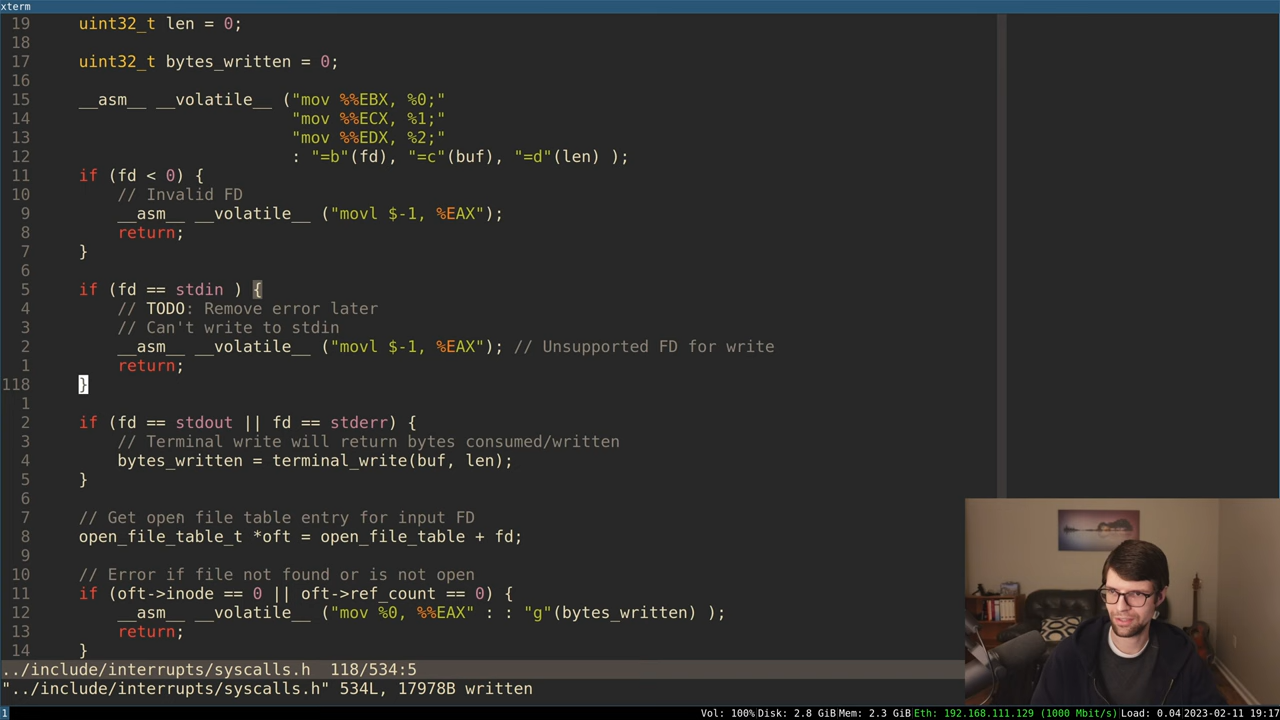 xterm
19 uint32_t len = 0;
18
17 uint32_t bytes_written = 0;
16
15 __asm__ __volatile__ ("mov %%EBX, %0;"
14 "mov %%ECX, %1;"
13 "mov %%EDX, %2;"
12 : "=b"(fd), "=c"(buf), "=d"(len) );
11 if (fd < 0) {
10 // Invalid FD
9 __asm__ __volatile__ ("movl $-1, %EAX");
8 return;
7 }
6
5 if (fd == stdin ) {
4 // TODO: Remove error later
3 // Can't write to stdin
2 __asm__ __volatile__ ("movl $-1, %EAX"); // Unsupported FD for write
1 return;
118 }
1
2 if (fd == stdout || fd == stderr) {
3 // Terminal write will return bytes consumed/written
4 bytes_written = terminal_write(buf, len);
5 }
6
7 // Get open file table entry for input FD
8 open_file_table_t *oft = open_file_table + fd;
9
10 // Error if file not found or is not open
11 if (oft->inode == 0 || oft->ref_count == 0) {
12 __asm__ __volatile__ ("mov %0, %%EAX" : : "g"(bytes_written) );
13 return;
14 }
../include/interrupts/syscalls.h 118/534:5
"../include/interrupts/syscalls.h" 534L, 17978B written
1 Vol: 100% Disk: 2.8 GiB Mem: 2.3 GiB Eth: 192.168.111.129 (1000 Mbit/s) Load: 0.04 2023-02-11 19:17